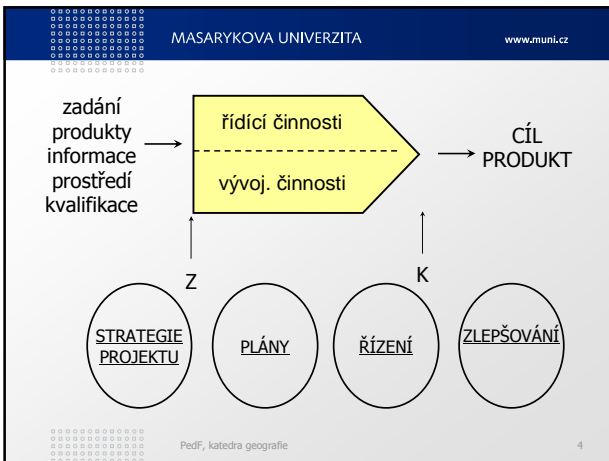 MASARYKOVA UNIVERZITA
www.muni.cz
zadání
produkty
informace
prostředí
kvalifikace
řídící činnosti
vývoj. činnosti
CÍL
PRODUKT
Z
K
STRATEGIE
PROJEKTU
PLÁNY
ŘÍZENÍ
ZLEPŠOVÁNÍ
PedF, katedra geografie
4